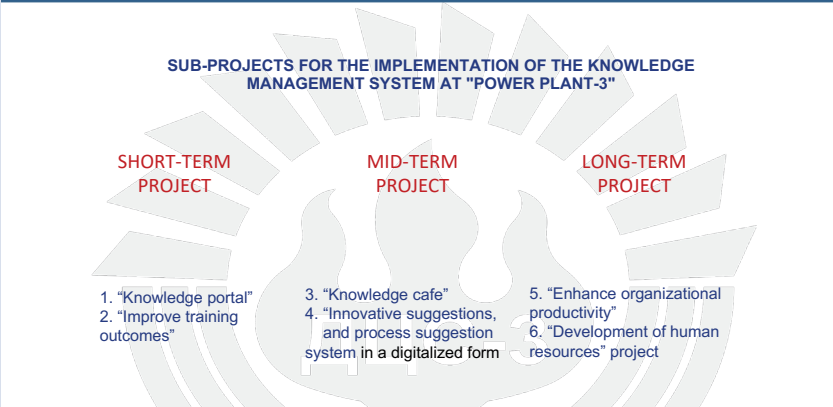 SUB-PROJECTS FOR THE IMPLEMENTATION OF THE KNOWLEDGE
MANAGEMENT SYSTEM AT "POWER PLANT-3"
SHORT-TERM
PROJECT
MID-TERM
PROJECT
LONG-TERM
PROJECT
1. “Knowledge portal”
2. “Improve training
outcomes”
3. “Knowledge cafe”
4. “Innovative suggestions,
and process suggestion
system in a digitalized form
5. “Enhance organizational
productivity”
6. “Development of human
resources” project
ДЦС-3